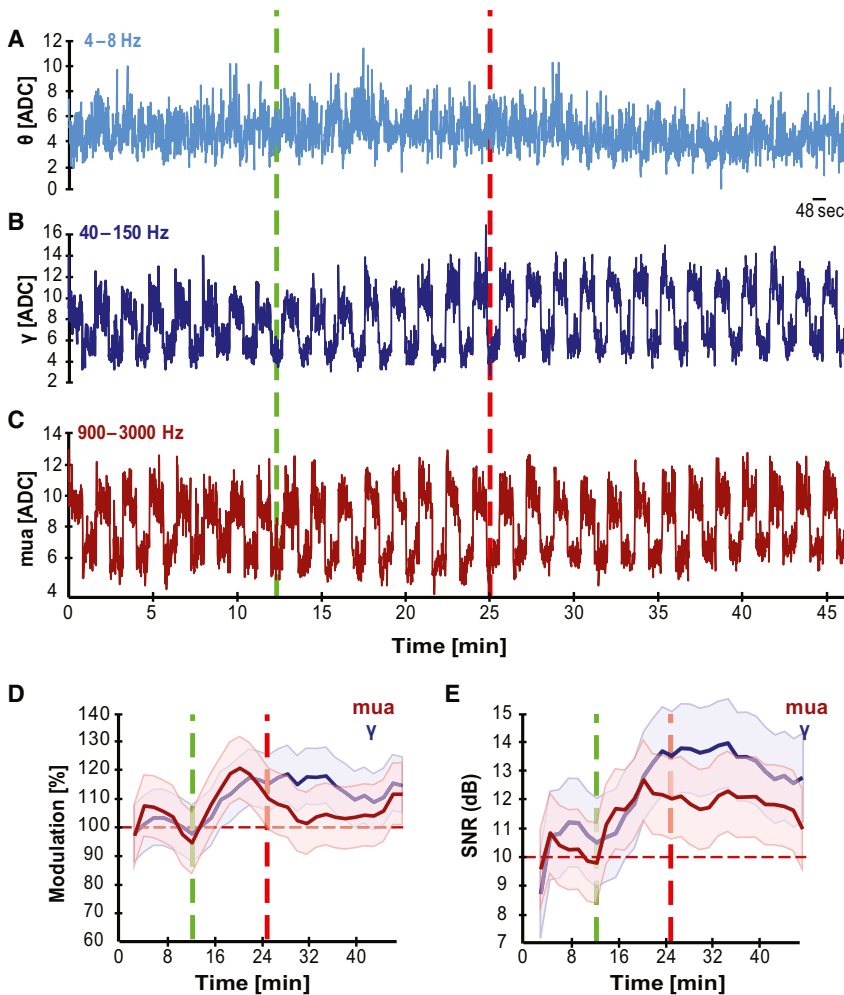 A
4–8 Hz
θ [ADC]
12
10
8
6
4
2
0
48 sec
B
40–150 Hz
γ [ADC]
16
14
12
10
8
6
4
2
C
900–3000 Hz
mua [ADC]
14
12
10
8
6
4
0 5 10 15 20 25 30 35 40 45
Time [min]
D
mua
γ
Modulation [%]
140
130
120
110
100
90
80
70
60
0 8 16 24 32 40
Time [min]
E
mua
γ
SNR (dB)
15
14
13
12
11
10
9
8
7
0 8 16 24 32 40
Time [min]